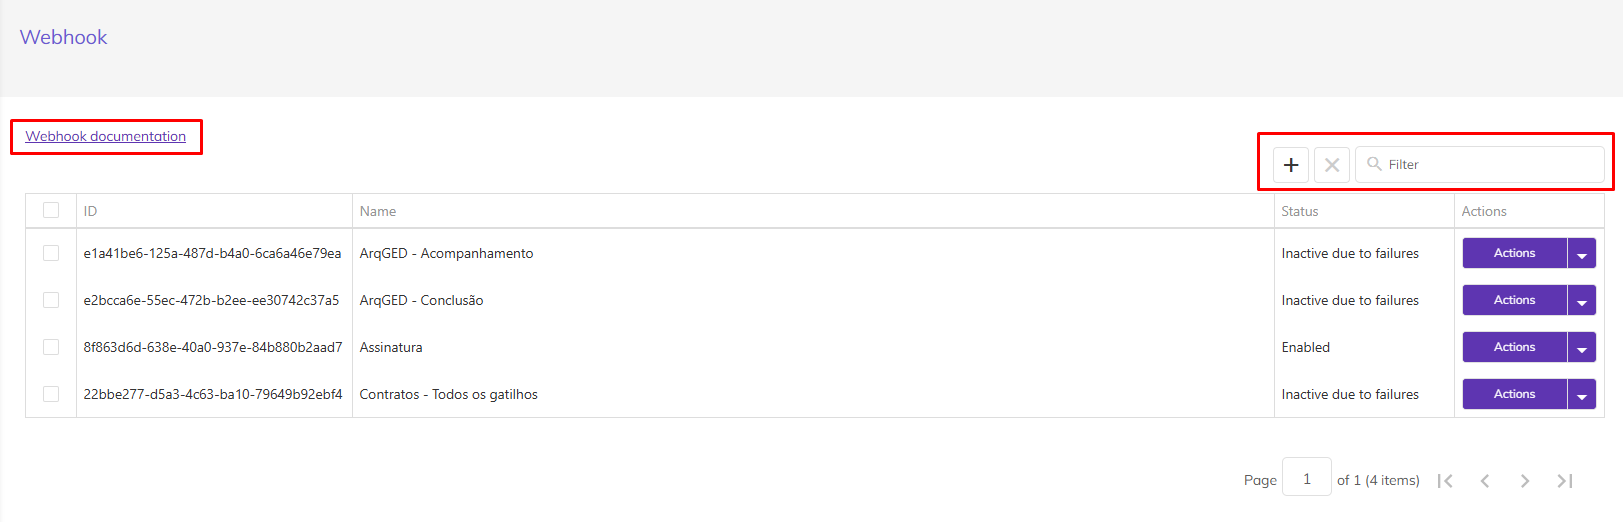 Webhook
Webhook documentation
Filter
ID Name Status Actions
e1a41be6-125a-487d-b4a0-6ca6a46e79ea ArqGED - Acompanhamento Inactive due to failures Actions
e2bcca6e-55ec-472b-b2ee-ee30742c37a5 ArqGED - Conclusão Inactive due to failures Actions
8f863d6d-638e-40a0-937e-84b880b2aad7 Assinatura Enabled Actions
22bbe277-d5a3-4c63-ba10-79649b92ebf4 Contratos - Todos os gatilhos Inactive due to failures Actions
Page 1 of 1 (4 items)